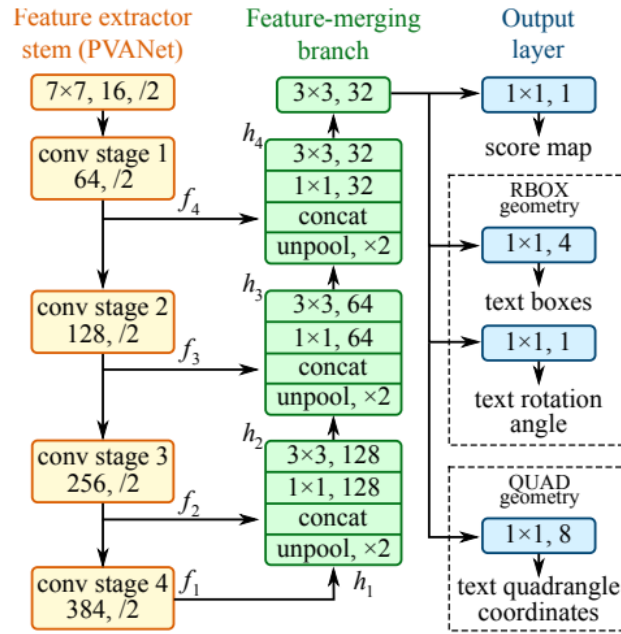 Feature extractor
stem (PVANet)
7×7, 16, /2
conv stage 1
64, /2
f4
conv stage 2
128, /2
f3
conv stage 3
256, /2
f2
conv stage 4
384, /2
f1
Feature-merging
branch
3×3, 32
h4
3×3, 32
1×1, 32
concat
unpool, ×2
h3
3×3, 64
1×1, 64
concat
unpool, ×2
h2
3×3, 128
1×1, 128
concat
unpool, ×2
h1
Output
layer
1×1, 1
score map
RBOX
geometry
1×1, 4
text boxes
1×1, 1
text rotation
angle
QUAD
geometry
1×1, 8
text quadrangle
coordinates